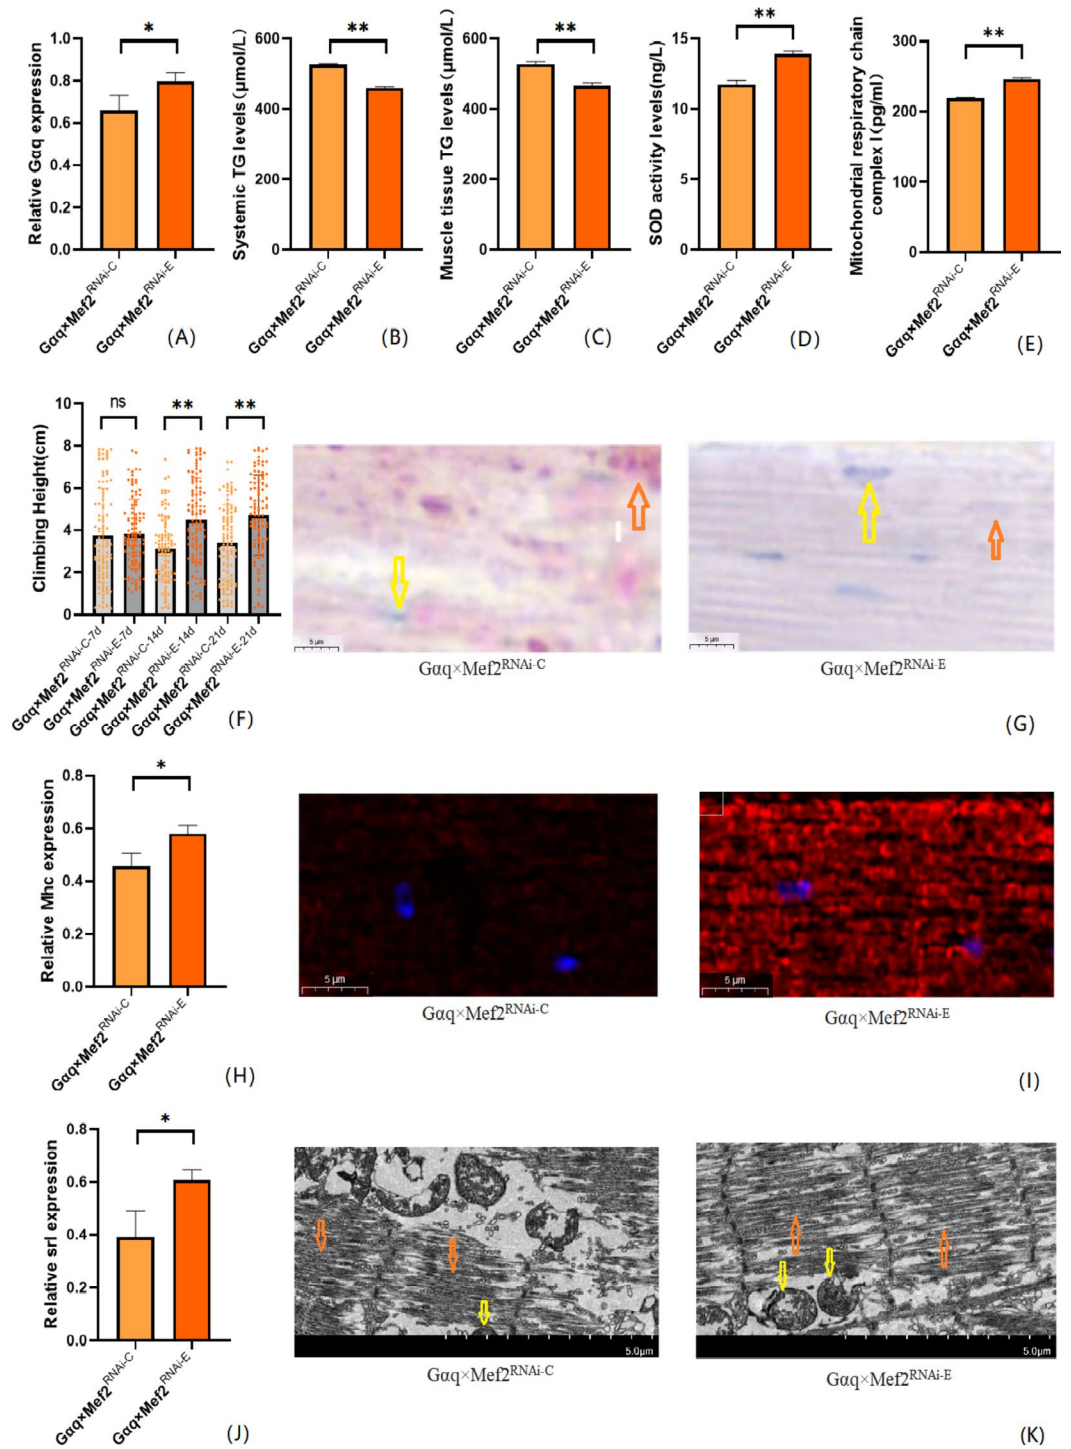 Relative Gαq expression
1.0
0.8
0.6
0.4
0.2
0.0
*
Gαq×Mef2RNAi-C
Gαq×Mef2RNAi-E
(A)
Systemic TG levels (μmol/L)
600
400
200
0
**
Gαq×Mef2RNAi-C
Gαq×Mef2RNAi-E
(B)
Muscle tissue TG levels (μmol/L)
600
400
200
0
**
Gαq×Mef2RNAi-C
Gαq×Mef2RNAi-E
(C)
SOD activity levels(ng/L)
15
10
5
0
**
Gαq×Mef2RNAi-C
Gαq×Mef2RNAi-E
(D)
Mitochondrial respiratory chain
complex I (pg/ml)
300
200
100
0
**
Gαq×Mef2RNAi-C
Gαq×Mef2RNAi-E
(E)
Climbing Height(cm)
10
8
6
4
2
0
ns
**
**
Gαq×Mef2RNAi-C-7d
Gαq×Mef2RNAi-E-7d
Gαq×Mef2RNAi-C-14d
Gαq×Mef2RNAi-E-14d
Gαq×Mef2RNAi-C-21d
Gαq×Mef2RNAi-E-21d
(F)
5 μm
Gαq×Mef2RNAi-C
5 μm
Gαq×Mef2RNAi-E
(G)
Relative Mhc expression
0.8
0.6
0.4
0.2
0.0
*
Gαq×Mef2RNAi-C
Gαq×Mef2RNAi-E
(H)
5 μm
Gαq×Mef2RNAi-C
5 μm
Gαq×Mef2RNAi-E
(I)
Relative srl expression
0.8
0.6
0.4
0.2
0.0
*
Gαq×Mef2RNAi-C
Gαq×Mef2RNAi-E
(J)
5.0μm
Gαq×Mef2RNAi-C
5.0μm
Gαq×Mef2RNAi-E
(K)